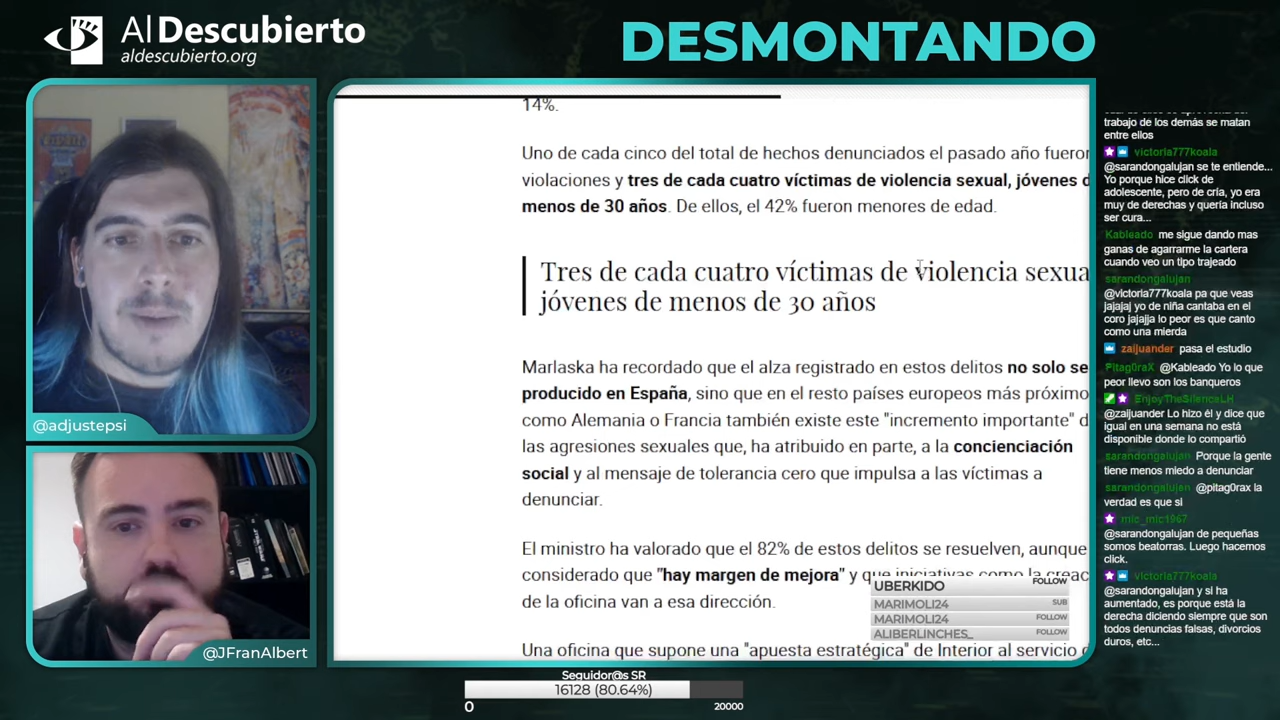 Al Descubierto
aldescubierto.org
DESMONTANDO
@adjustepsi
@JFranAlbert
14%.
Uno de cada cinco del total de hechos denunciados el pasado año fueron
violaciones y tres de cada cuatro víctimas de violencia sexual, jóvenes d
menos de 30 años. De ellos, el 42% fueron menores de edad.
Tres de cada cuatro víctimas de violencia sexua
jóvenes de menos de 30 años
Marlaska ha recordado que el alza registrado en estos delitos no solo se
producido en España, sino que en el resto países europeos más próximo
como Alemania o Francia también existe este "incremento importante" d
las agresiones sexuales que, ha atribuido en parte, a la concienciación
social y al mensaje de tolerancia cero que impulsa a las víctimas a
denunciar.
El ministro ha valorado que el 82% de estos delitos se resuelven, aunque
considerado que "hay margen de mejora" y que iniciativas como la creac
de la oficina van a esa dirección.
Una oficina que supone una "apuesta estratégica" de Interior al servicio
UBERKIDO FOLLOW
MARIMOLI24 SUB
MARIMOLI24 FOLLOW
ALIBERLINCHES_ FOLLOW
trabajo de los demás se matan
entre ellos
victoria777koala
@sarandongalujan se te entiende...
Yo porque hice click de
adolescente, pero de cría, yo era
muy de derechas y quería incluso
ser cura...
Kableado me sigue dando mas
ganas de agarrarme la cartera
cuando veo un tipo trajeado
sarandongalujan
@victoria777koala pa que veas
jajajaj yo de niña cantaba en el
coro jajajja lo peor es que canto
como una mierda
zaijuander pasa el estudio
Pitag0raX @Kableado Yo lo que
peor llevo son los banqueros
EnjoyTheSilenceLH
@zaijuander Lo hizo él y dice que
igual en una semana no está
disponible donde lo compartió
sarandongalujan Porque la gente
tiene menos miedo a denunciar
sarandongalujan @pitag0rax la
verdad es que si
mic_mic1967
@sarandongalujan de pequeñas
somos beatorras. Luego hacemos
click.
victoria777koala
@sarandongalujan y si ha
aumentado, es porque está la
derecha diciendo siempre que son
todos denuncias falsas, divorcios
duros, etc...
Seguidor@s SR
16128 (80.64%)
0
20000